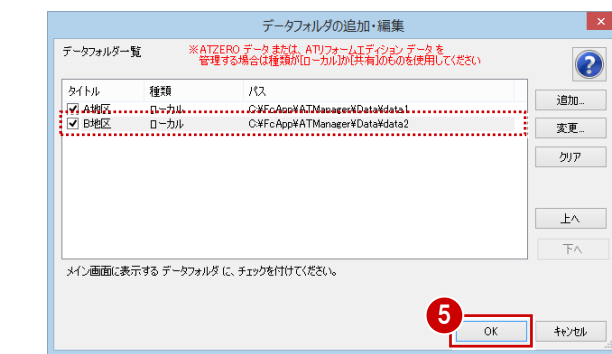 データフォルダの追加・編集
データフォルダ一覧
※ATZERO データまたは、ATリフォームエディション データを
管理する場合は種類が[ローカル]か[共有]のものを使用してください
タイトル 種類 パス
A地区 ローカル C:¥FcApp¥ATManager¥Data¥data1
B地区 ローカル C:¥FcApp¥ATManager¥Data¥data2
追加...
変更...
クリア
上へ
下へ
メイン画面に表示する データフォルダ に、チェックを付けてください。
5
OK
キャンセル